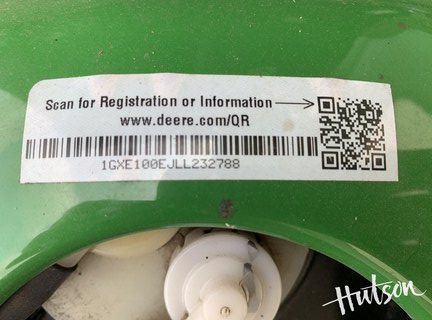 Scan for Registration or Information
www.deere.com/QR
1GXE100EJLL232788
Hutson